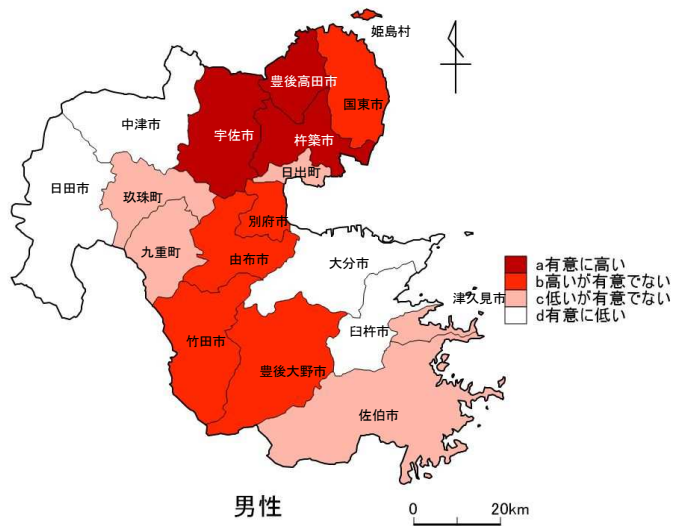 姫島村
豊後高田市
国東市
中津市
宇佐市
杵築市
日出町
日田市
玖珠町
別府市
九重町
由布市
大分市
a有意に高い
b高いが有意でない
c低いが有意でない
d有意に低い
津久見市
臼杵市
竹田市
豊後大野市
佐伯市
男性
0 20km